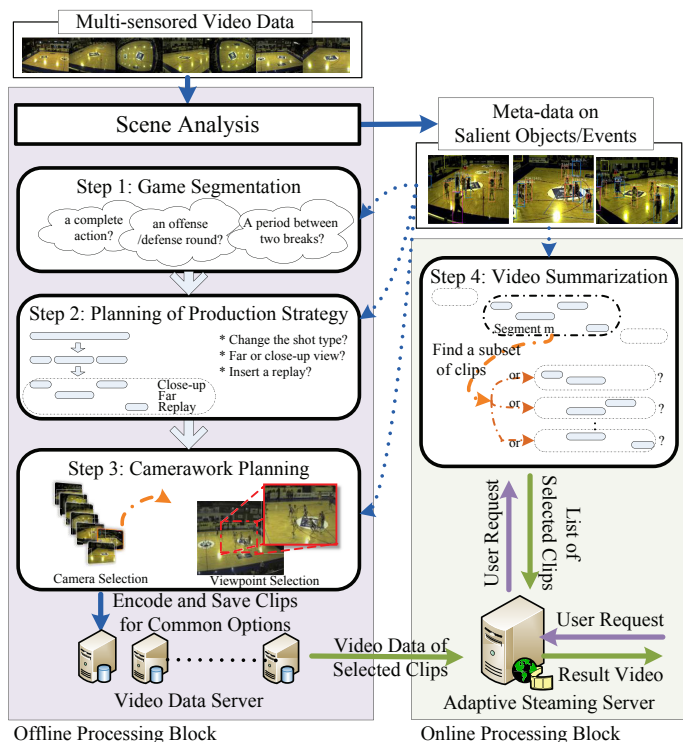 Multi-sensored Video Data
Scene Analysis
Meta-data on
Salient Objects/Events
Step 1: Game Segmentation
a complete
action?
an offense
/defense round?
A period between
two breaks?
Step 2: Planning of Production Strategy
* Change the shot type?
* Far or close-up view?
* Insert a replay?
Close-up
Far
Replay
Step 3: Camerawork Planning
Camera Selection
Viewpoint Selection
Encode and Save Clips
for Common Options
Video Data Server
Offline Processing Block
Step 4: Video Summarization
Segment m
Find a subset
of clips
or
?
or
?
or
?
User Request
List of
Selected Clips
Video Data of
Selected Clips
User Request
Result Video
Adaptive Steaming Server
Online Processing Block